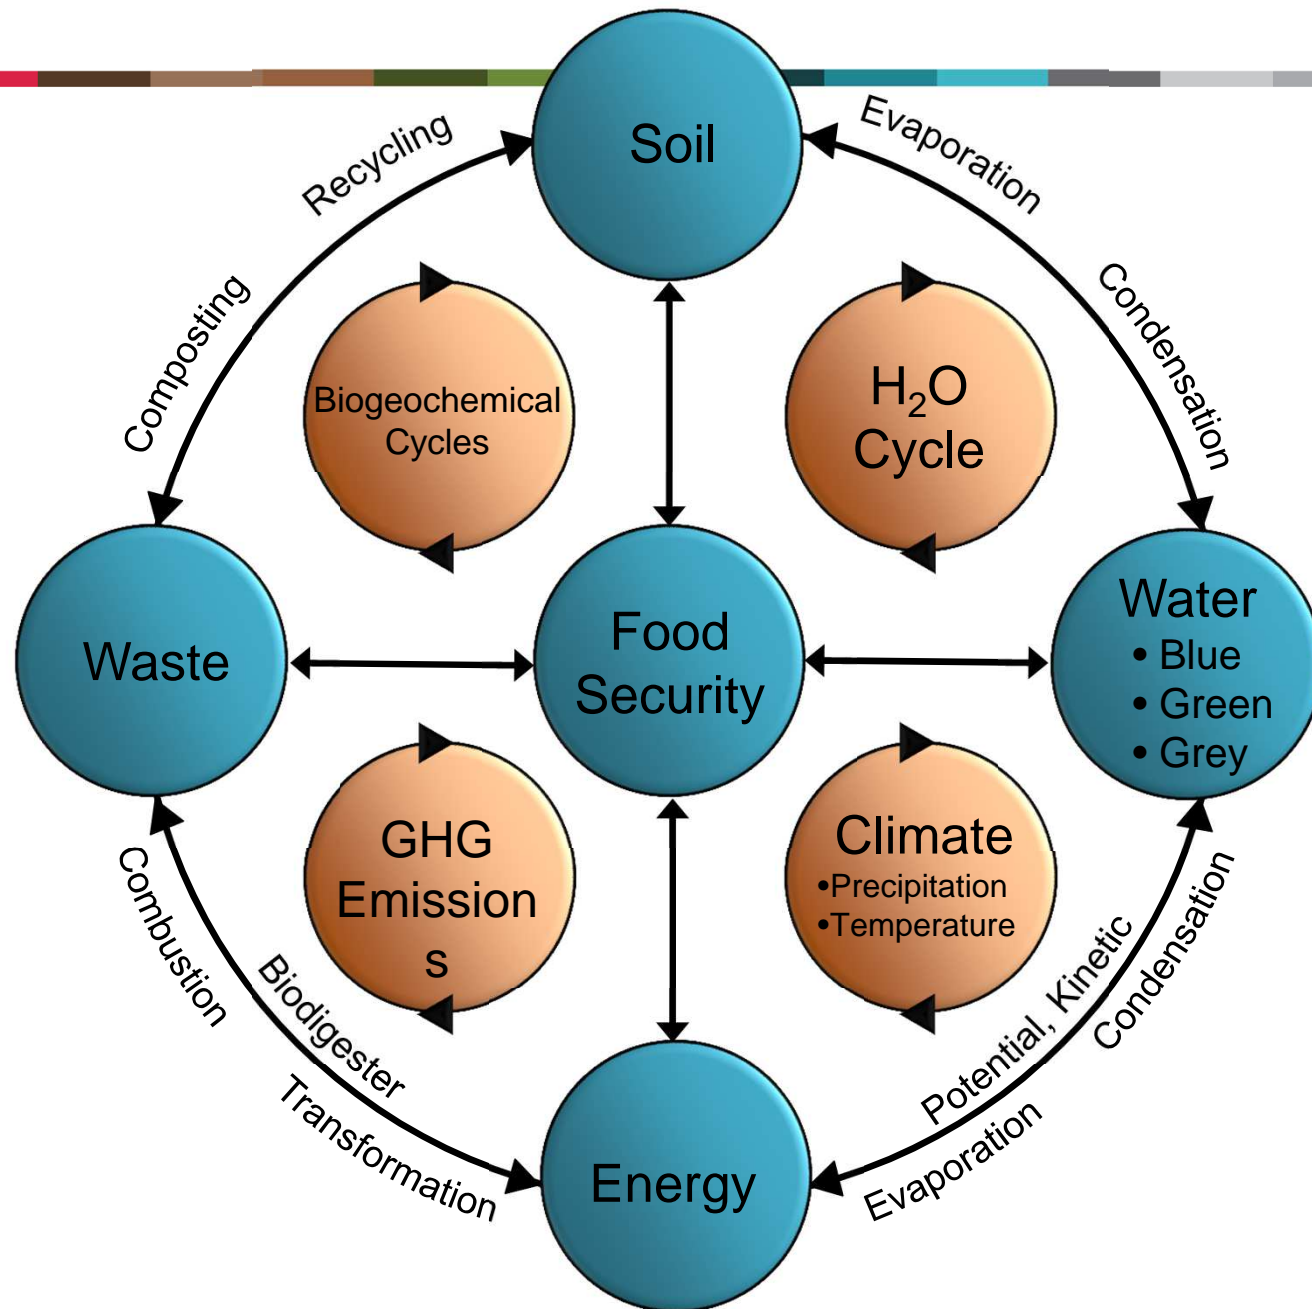 Soil
Recycling
Evaporation
Composting
Condensation
Biogeochemical
Cycles
H₂O
Cycle
Waste
Food
Security
Water
• Blue
• Green
• Grey
GHG
Emission
s
Climate
•Precipitation
•Temperature
Combustion
Biodigester
Transformation
Potential, Kinetic
Condensation
Evaporation
Energy